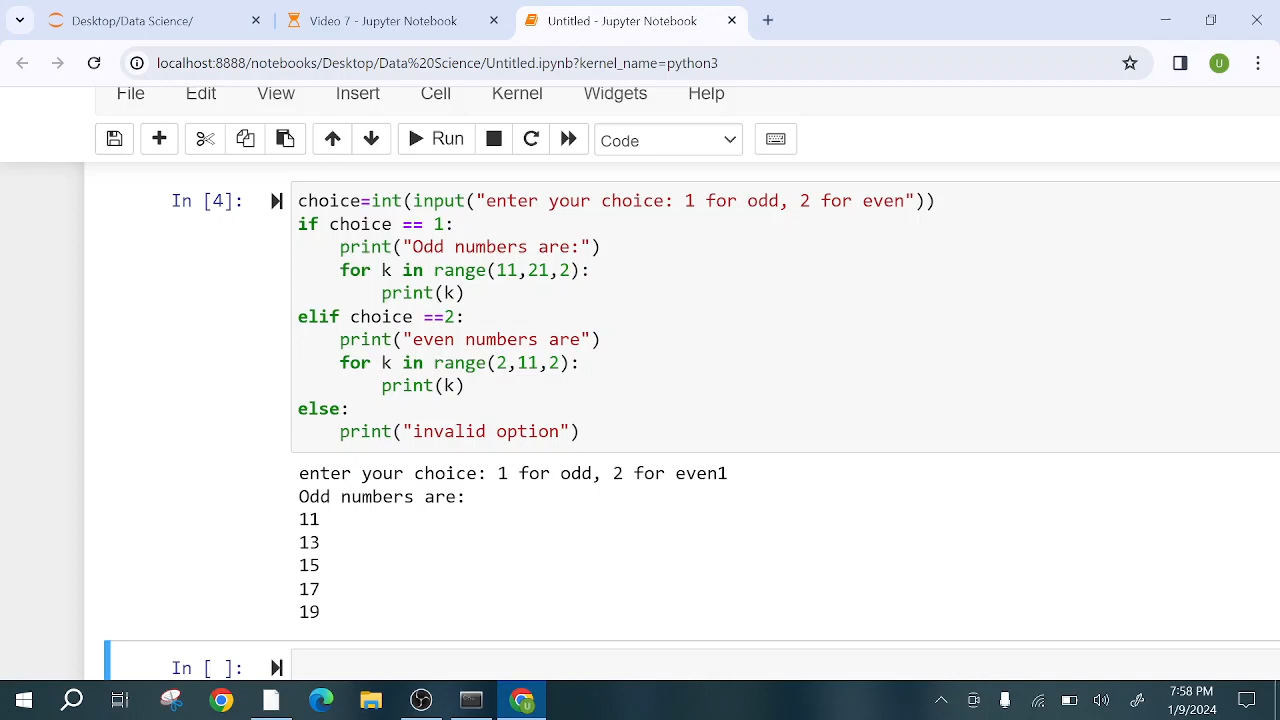 Desktop/Data Science/
Video 7 - Jupyter Notebook
Untitled - Jupyter Notebook
localhost:8888/notebooks/Desktop/Data%20Science/Untitled.ipynb?kernel_name=python3
U
File Edit View Insert Cell Kernel Widgets Help
Run
Code
In [4]:
choice=int(input("enter your choice: 1 for odd, 2 for even"))
if choice == 1:
    print("Odd numbers are:")
    for k in range(11,21,2):
        print(k)
elif choice ==2:
    print("even numbers are")
    for k in range(2,11,2):
        print(k)
else:
    print("invalid option")
enter your choice: 1 for odd, 2 for even1
Odd numbers are:
11
13
15
17
19
In [ ]:
U
7:58 PM
1/9/2024